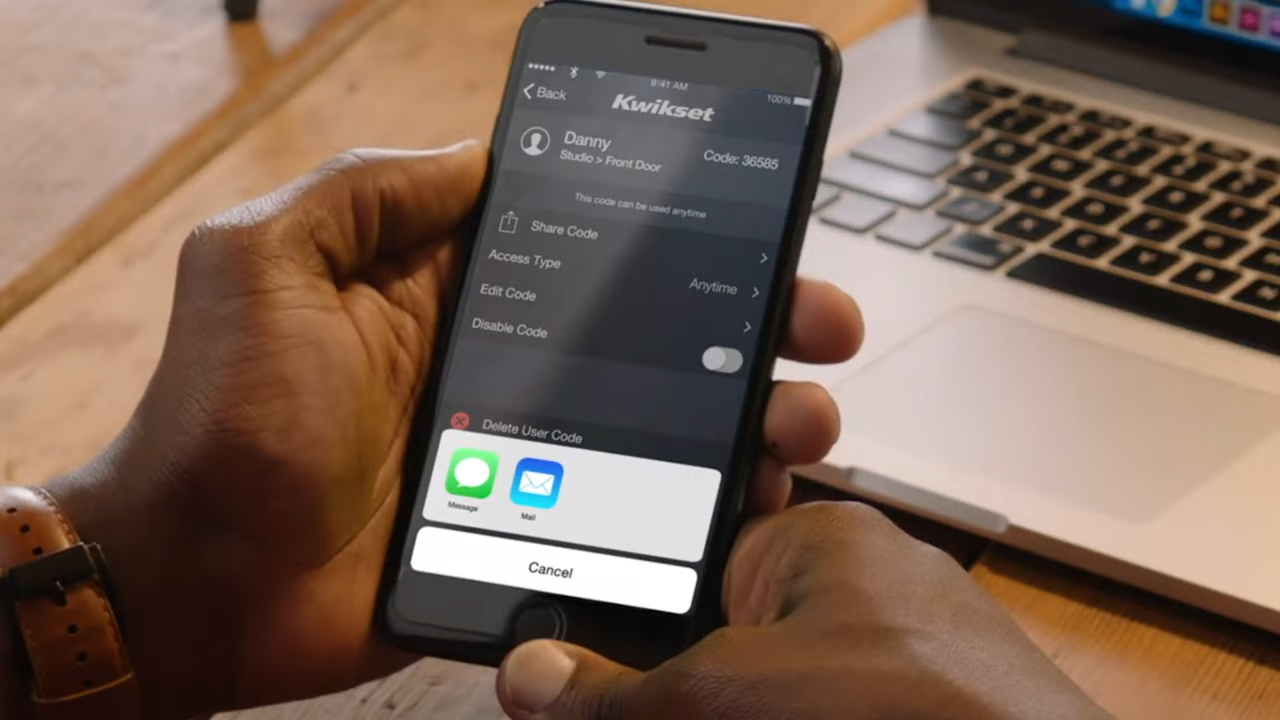 9:41 AM
100%
Back
Kwikset
Danny
Code: 36585
Studio > Front Door
This code can be used anytime
Share Code
Access Type
Anytime
Edit Code
Disable Code
Delete User Code
Message
Mail
Cancel